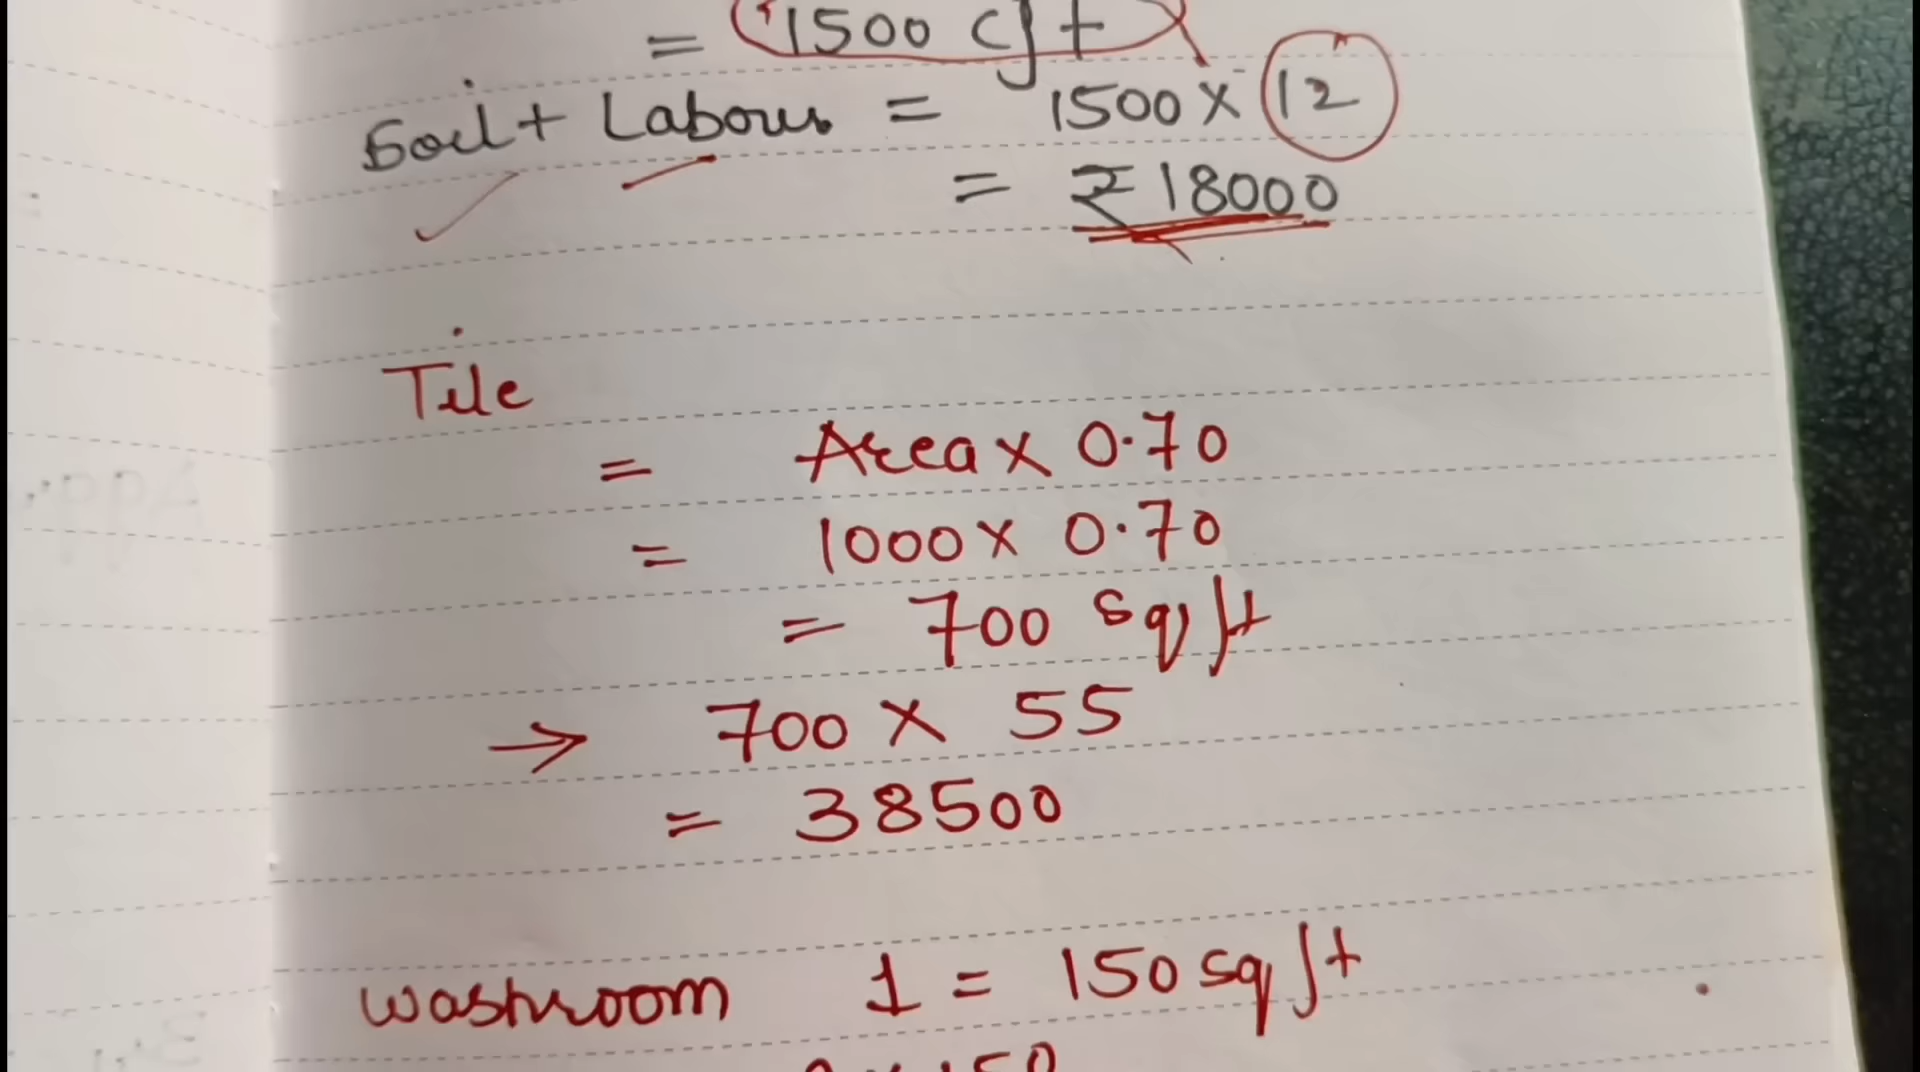 = 1500 cft
Soil + Labour = 1500 x 12
= ₹ 18000
Tile
= Area x 0.70
= 1000 x 0.70
= 700 sqft
→ 700 x 55
= 38500
washroom 1 = 150 sqft